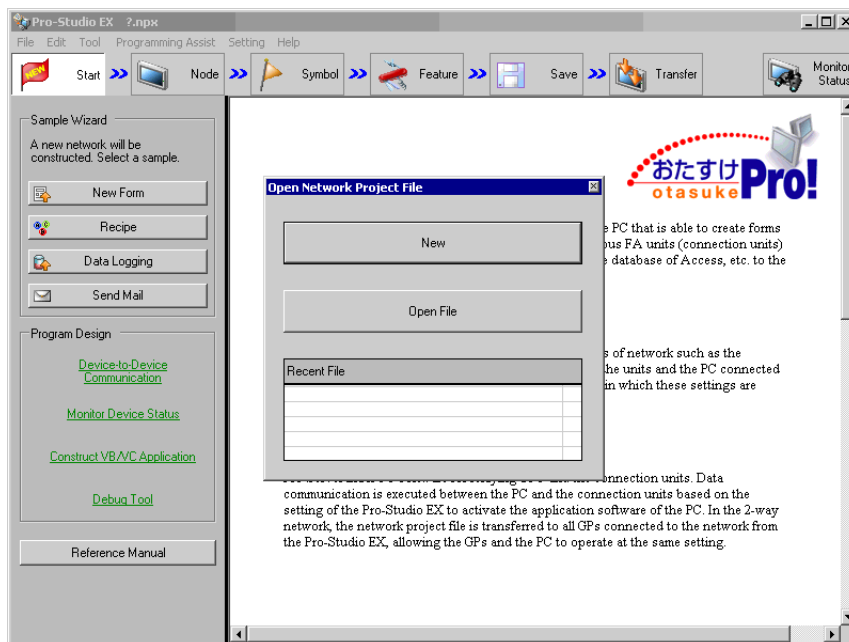 Pro-Studio EX ?.npx
File Edit Tool Programming Assist Setting Help
NEW Start Node Symbol Feature Save Transfer Monitor Status
Sample Wizard
A new network will be
constructed. Select a sample.
New Form
Recipe
Data Logging
Send Mail
Program Design
Device-to-Device
Communication
Monitor Device Status
Construct VB/VC Application
Debug Tool
Reference Manual
おたすけ Pro!
otasuke
Open Network Project File
New
Open File
Recent File
PC that is able to create forms
FA units (connection units)
database of Access, etc. to the
s of network such as the
he units and the PC connected
in which these settings are
connection units. Data
communication is executed between the PC and the connection units based on the
setting of the Pro-Studio EX to activate the application software of the PC. In the 2-way
network, the network project file is transferred to all GPs connected to the network from
the Pro-Studio EX, allowing the GPs and the PC to operate at the same setting.